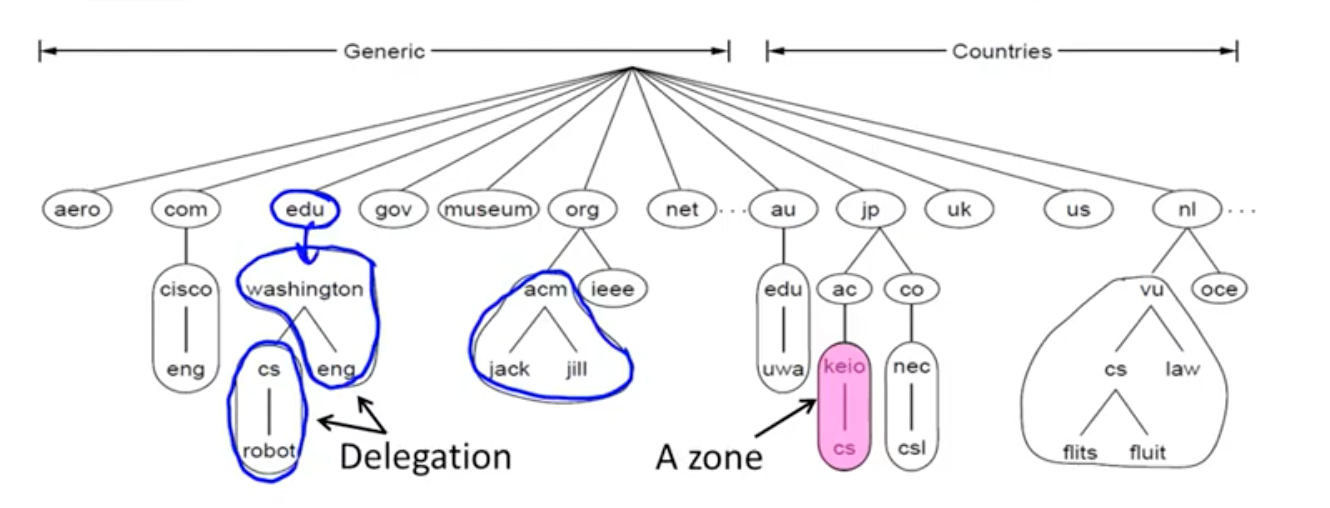 Generic Countries
aero com edu gov museum org net ... au jp uk us nl ...
cisco washington acm ieee edu ac co vu oce
eng cs eng jack jill uwa keio nec cs law
robot cs csl flits fluit
Delegation A zone